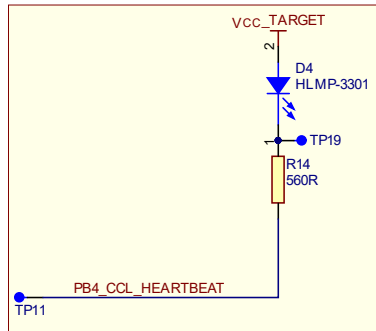 VCC_TARGET
2
D4
HLMP-3301
1
TP19
R14
560R
PB4_CCL_HEARTBEAT
TP11